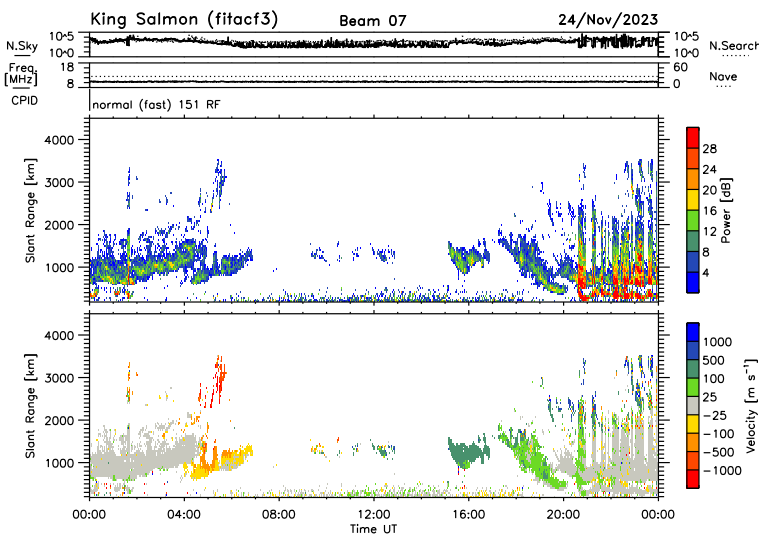 King Salmon (fitacf3) Beam 07 24/Nov/2023
N.Sky 10^5 10^0 10^5 10^0 N.Search
Freq. [MHz] 18 8 60 0 Nave
CPID normal (fast) 151 RF
Slant Range [km] 4000 3000 2000 1000
Power [dB] 28 24 20 16 12 8 4
Slant Range [km] 4000 3000 2000 1000
Velocity [m s⁻¹] 1000 500 100 25 −25 −100 −500 −1000
00:00 04:00 08:00 12:00 16:00 20:00 00:00
Time UT